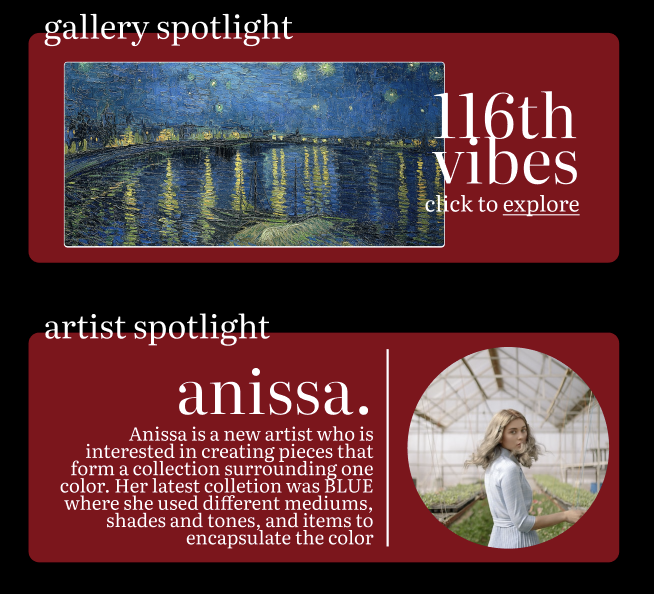 gallery spotlight
116th
vibes
click to explore
artist spotlight
anissa.
Anissa is a new artist who is
interested in creating pieces that
form a collection surrounding one
color. Her latest colletion was BLUE
where she used different mediums,
shades and tones, and items to
encapsulate the color